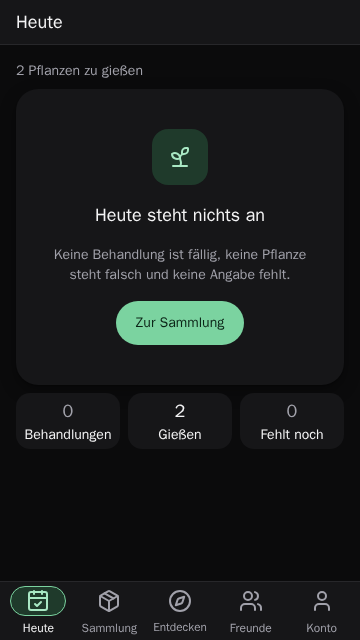 Heute
2 Pflanzen zu gießen
Heute steht nichts an
Keine Behandlung ist fällig, keine Pflanze
steht falsch und keine Angabe fehlt.
Zur Sammlung
0
Behandlungen
2
Gießen
0
Fehlt noch
Heute
Sammlung
Entdecken
Freunde
Konto